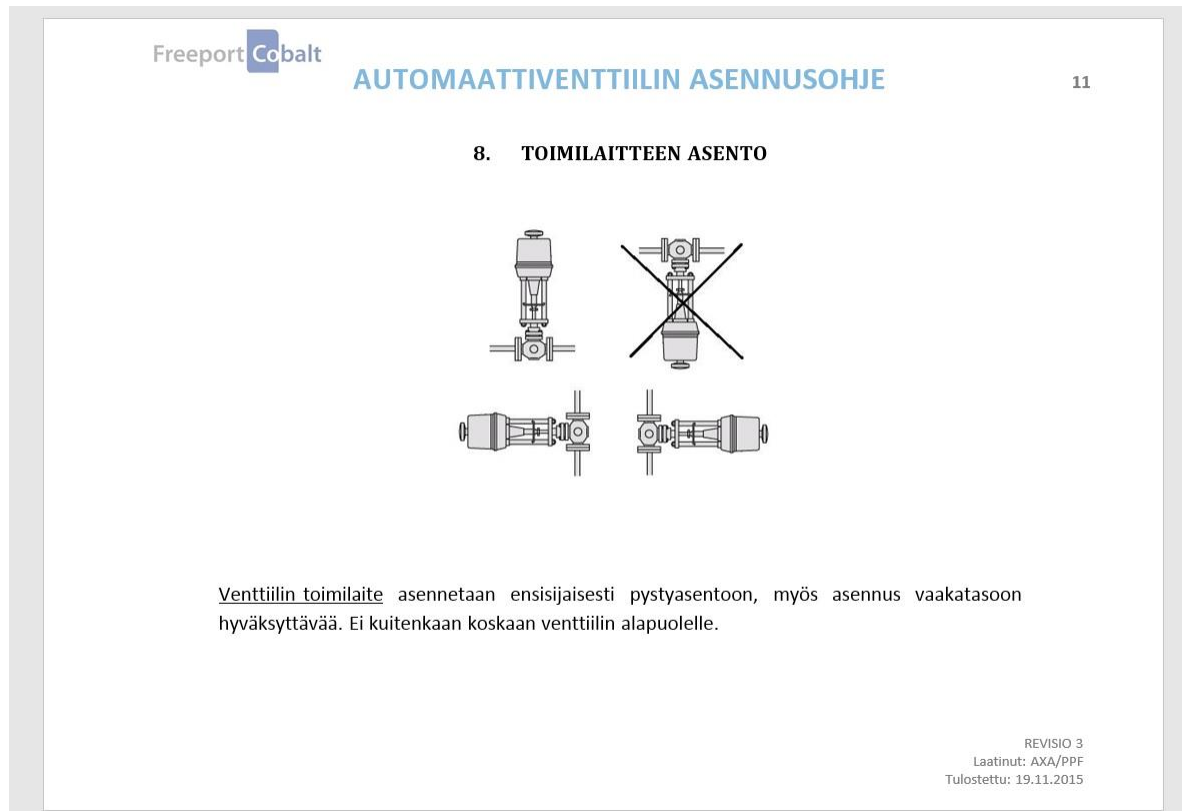 Freeport Cobalt
AUTOMAATTIVENTTIILIN ASENNUSOHJE
11
8. TOIMILAITTEEN ASENTO
Venttiilin toimilaite asennetaan ensisijaisesti pystyasentoon, myös asennus vaakatasoon
hyväksyttävää. Ei kuitenkaan koskaan venttiilin alapuolelle.
REVISIO 3
Laatinut: AXA/PPF
Tulostettu: 19.11.2015